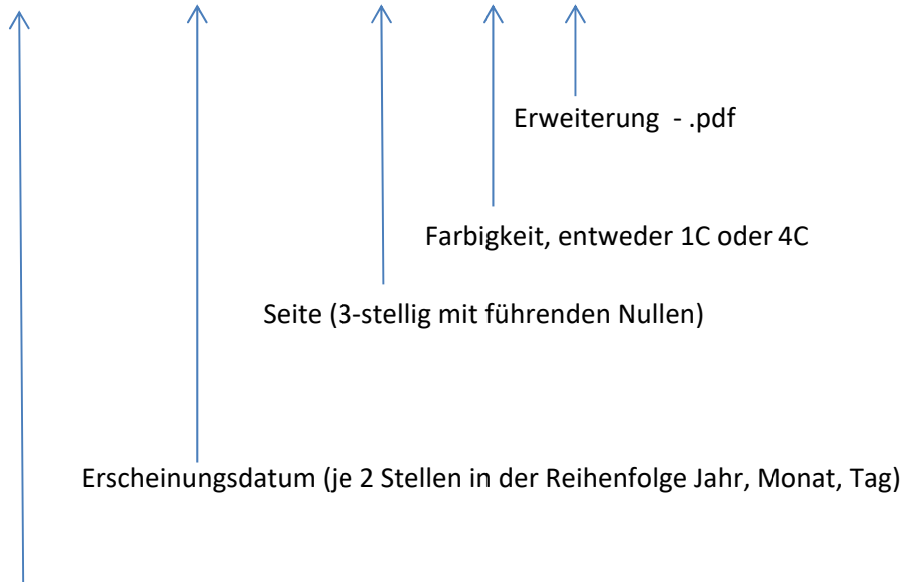 Erweiterung - .pdf
Farbigkeit, entweder 1C oder 4C
Seite (3-stellig mit führenden Nullen)
Erscheinungsdatum (je 2 Stellen in der Reihenfolge Jahr, Monat, Tag)